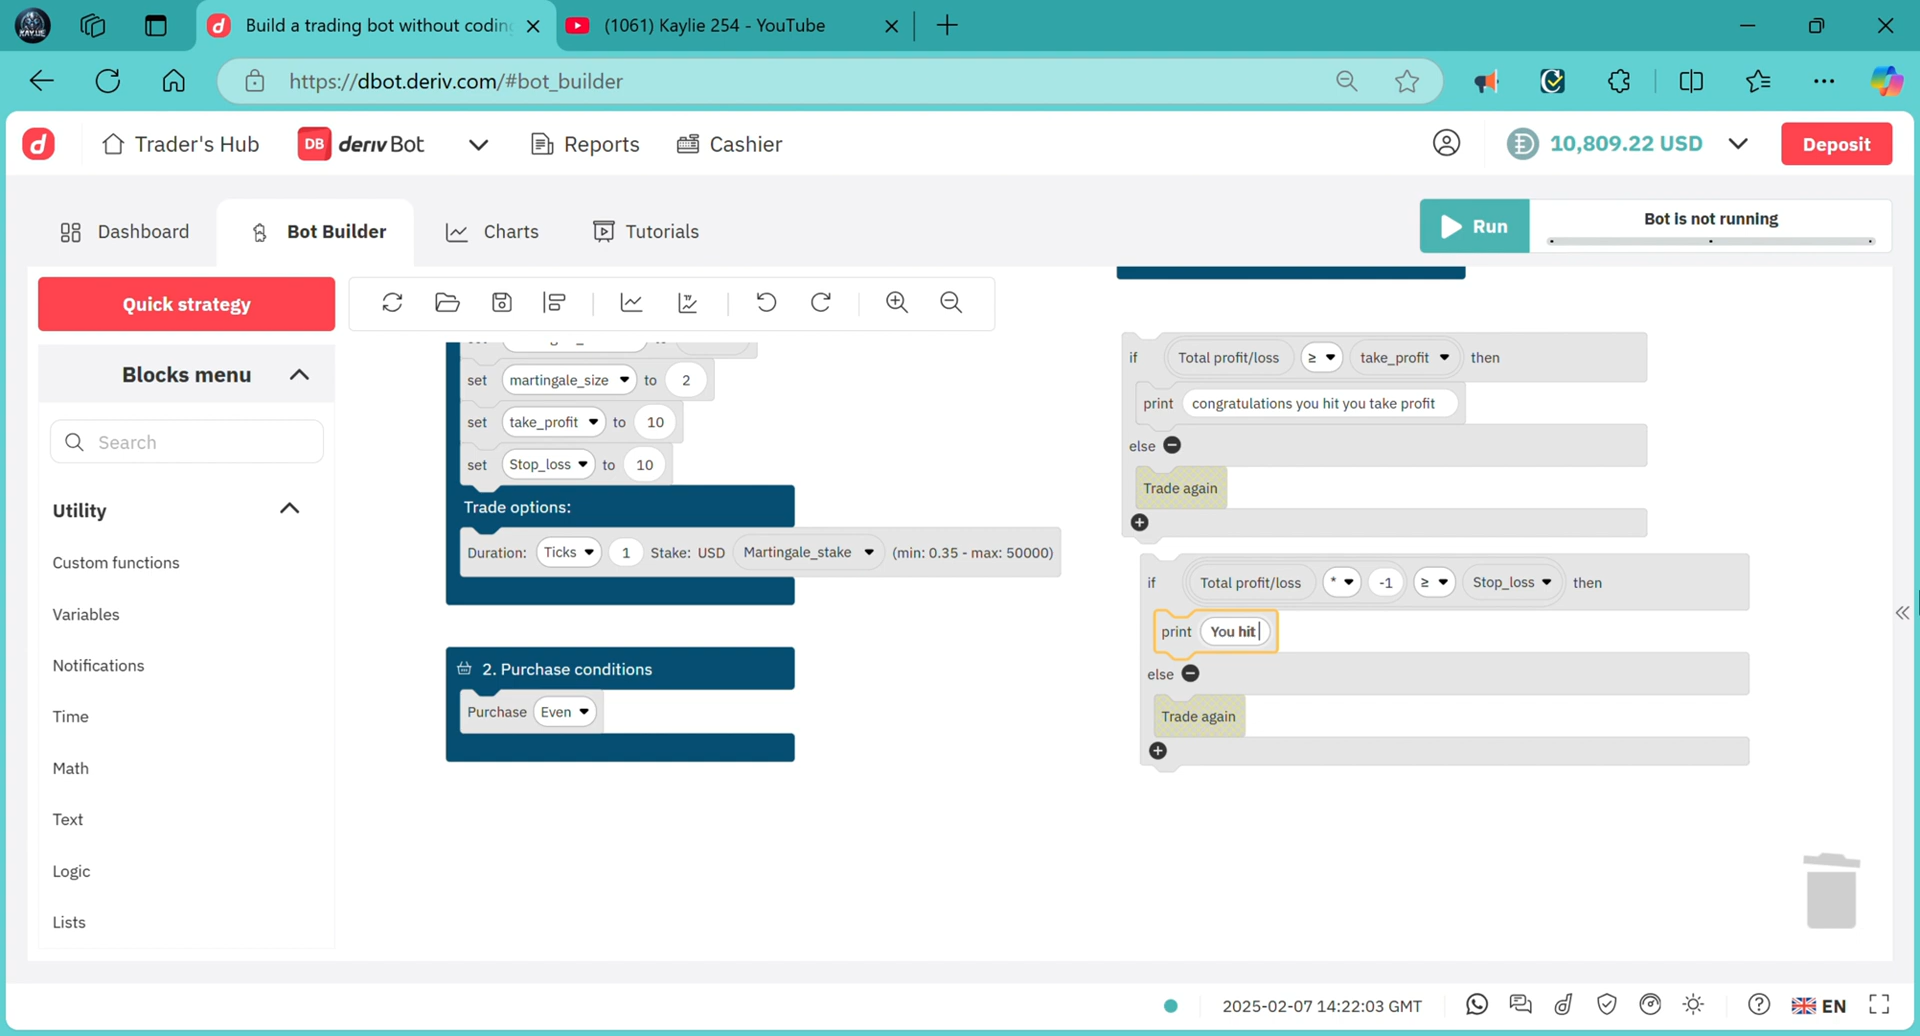 Build a trading bot without coding
(1061) Kaylie 254 - YouTube
https://dbot.deriv.com/#bot_builder
Trader's Hub
DB deriv Bot
Reports
Cashier
10,809.22 USD
Deposit
Dashboard
Bot Builder
Charts
Tutorials
Run
Bot is not running
Quick strategy
Blocks menu
Search
Utility
Custom functions
Variables
Notifications
Time
Math
Text
Logic
Lists
set martingale_size to 2
set take_profit to 10
set Stop_loss to 10
Trade options:
Duration: Ticks 1 Stake: USD Martingale_stake (min: 0.35 - max: 50000)
2. Purchase conditions
Purchase Even
if Total profit/loss ≥ take_profit then
print congratulations you hit you take profit
else
Trade again
if Total profit/loss * -1 ≥ Stop_loss then
print You hit
else
Trade again
2025-02-07 14:22:03 GMT
EN